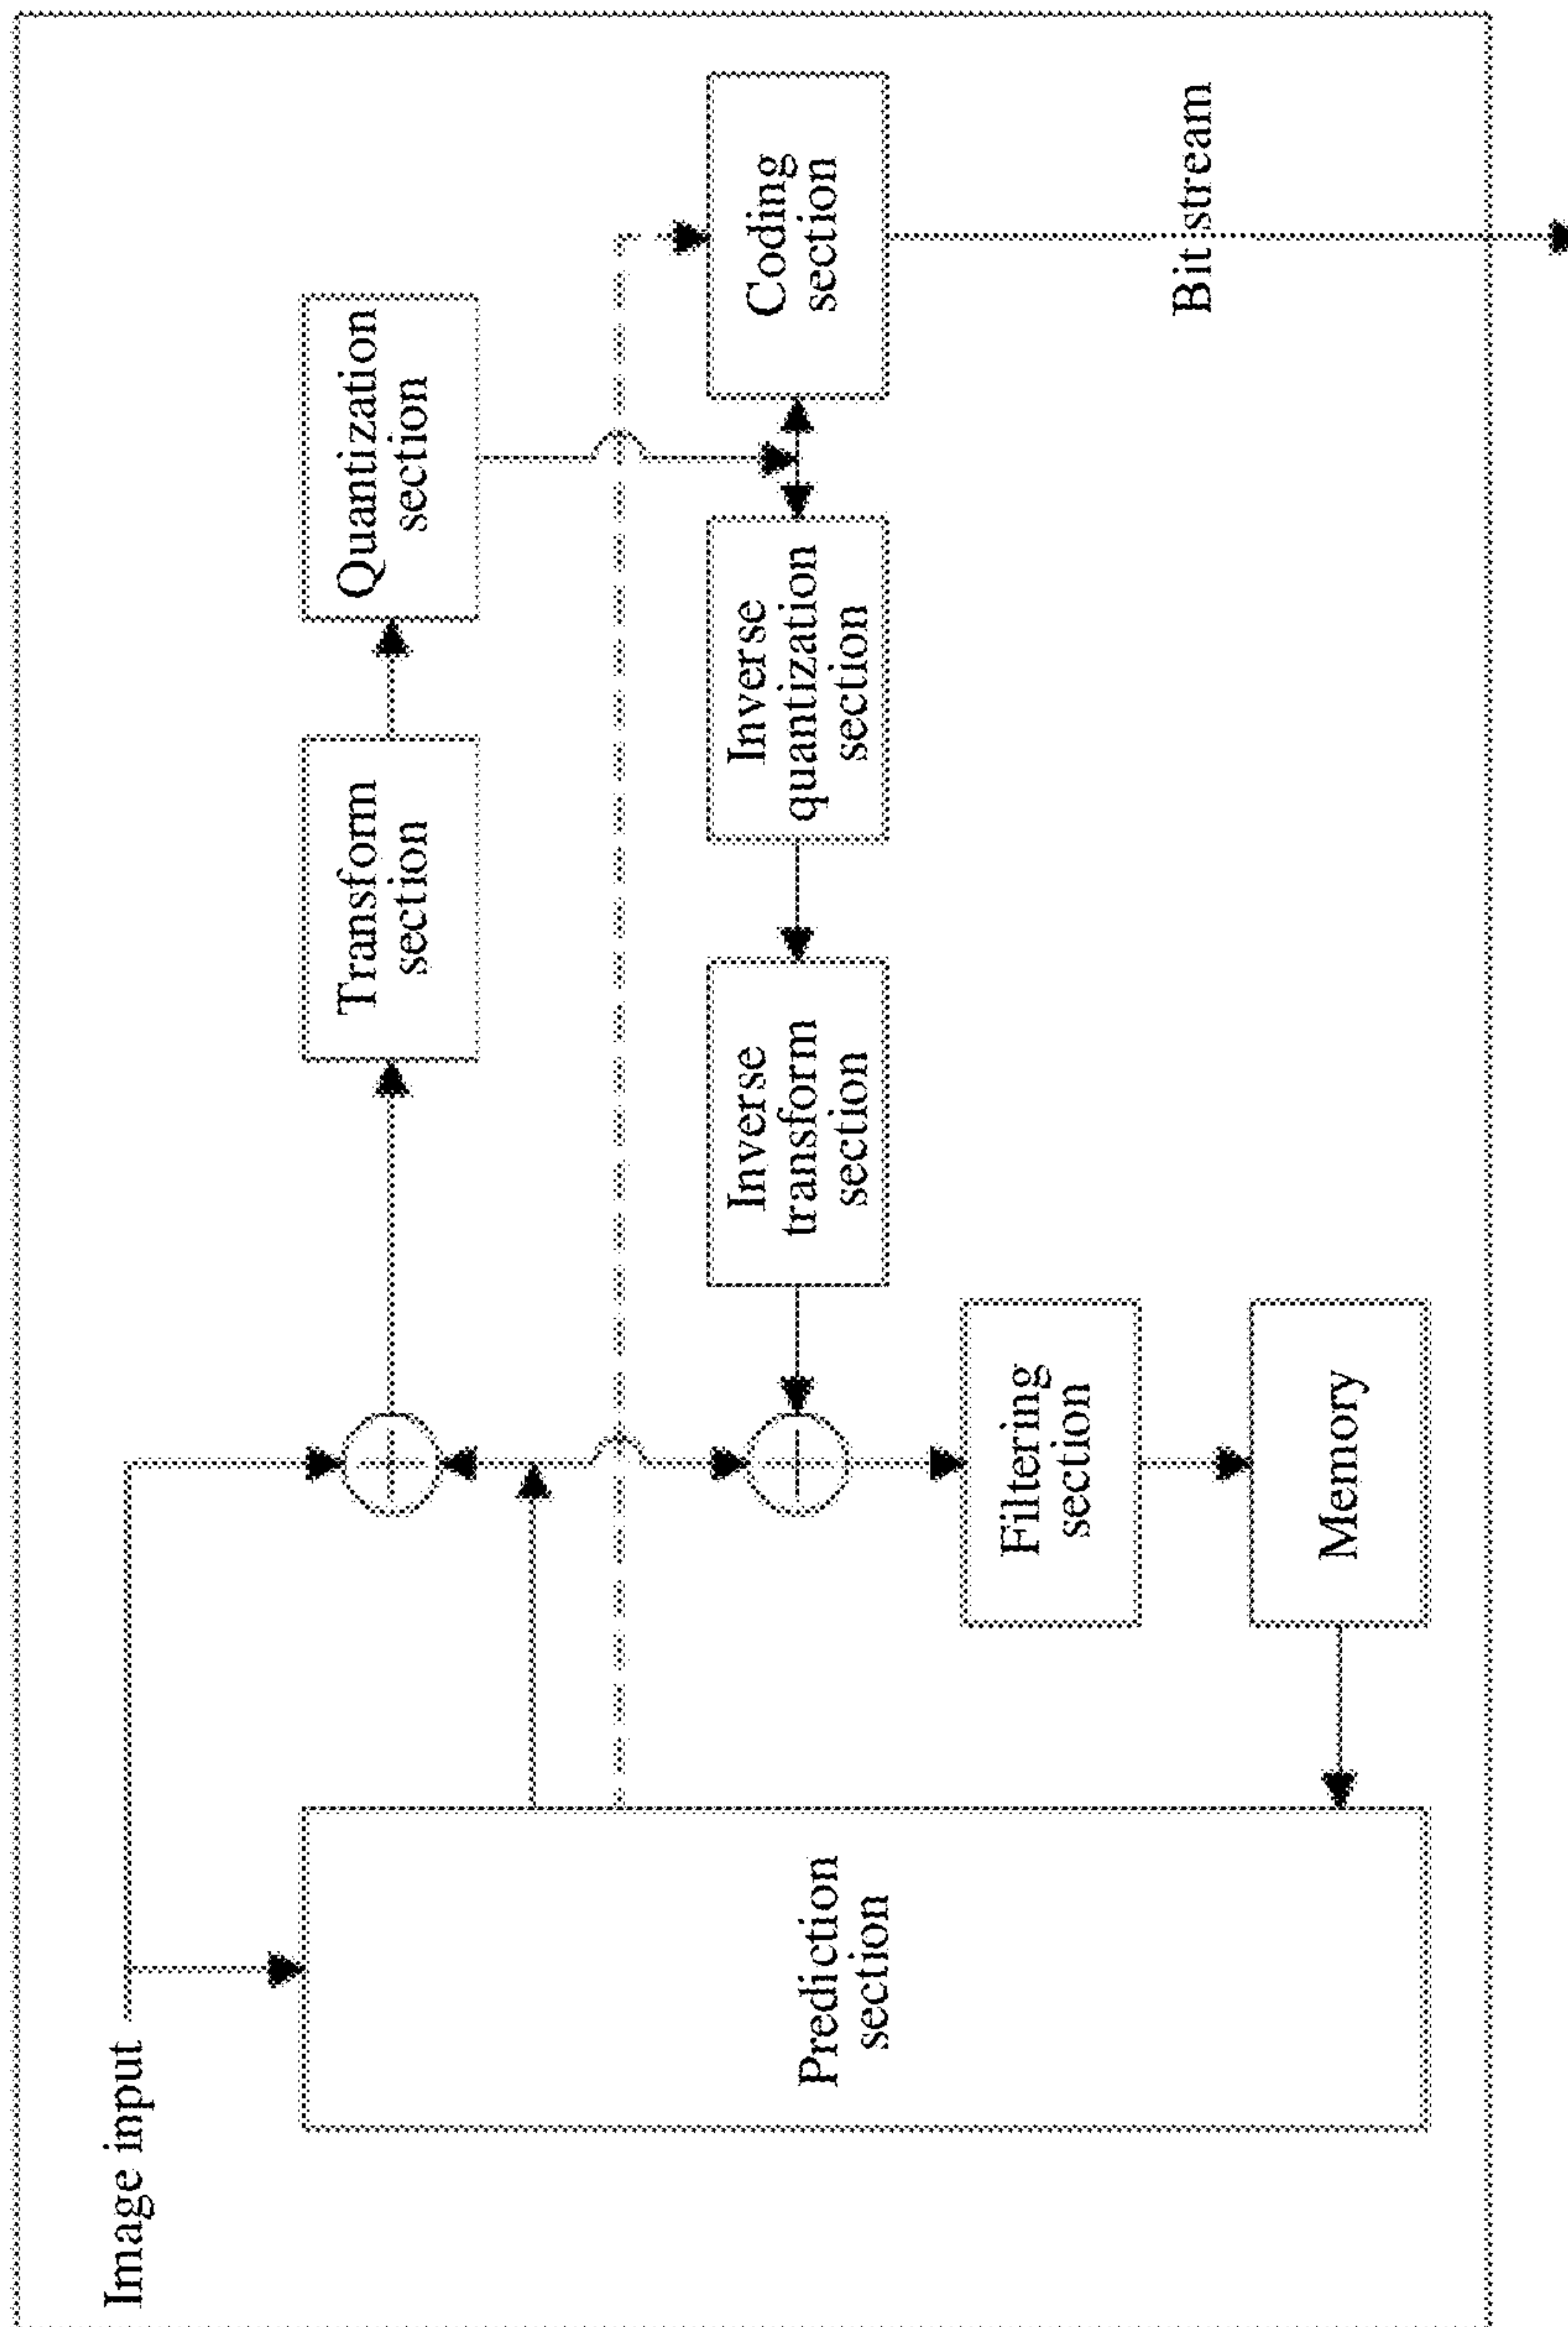 Image input
Transform
section
Quantization
section
Coding
section
Inverse
transform
section
Inverse
quantization
section
Prediction
section
Filtering
section
Memory
Bit stream